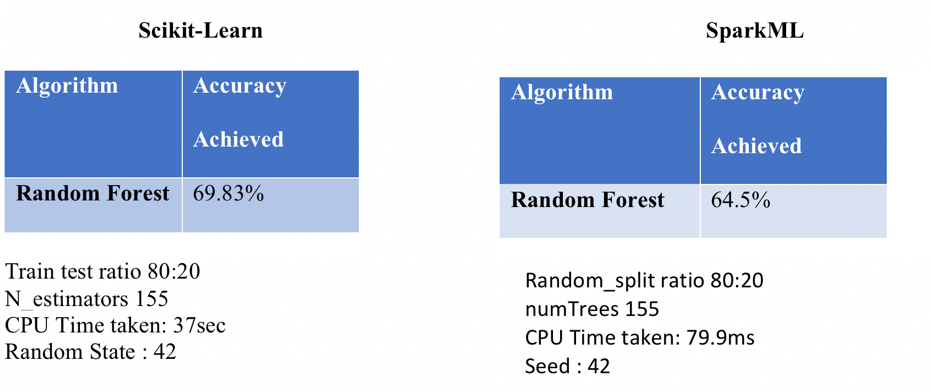 Scikit-Learn
Algorithm
Accuracy
Achieved
Random Forest
69.83%
Train test ratio 80:20
N_estimators 155
CPU Time taken: 37sec
Random State : 42
SparkML
Algorithm
Accuracy
Achieved
Random Forest
64.5%
Random_split ratio 80:20
numTrees 155
CPU Time taken: 79.9ms
Seed : 42